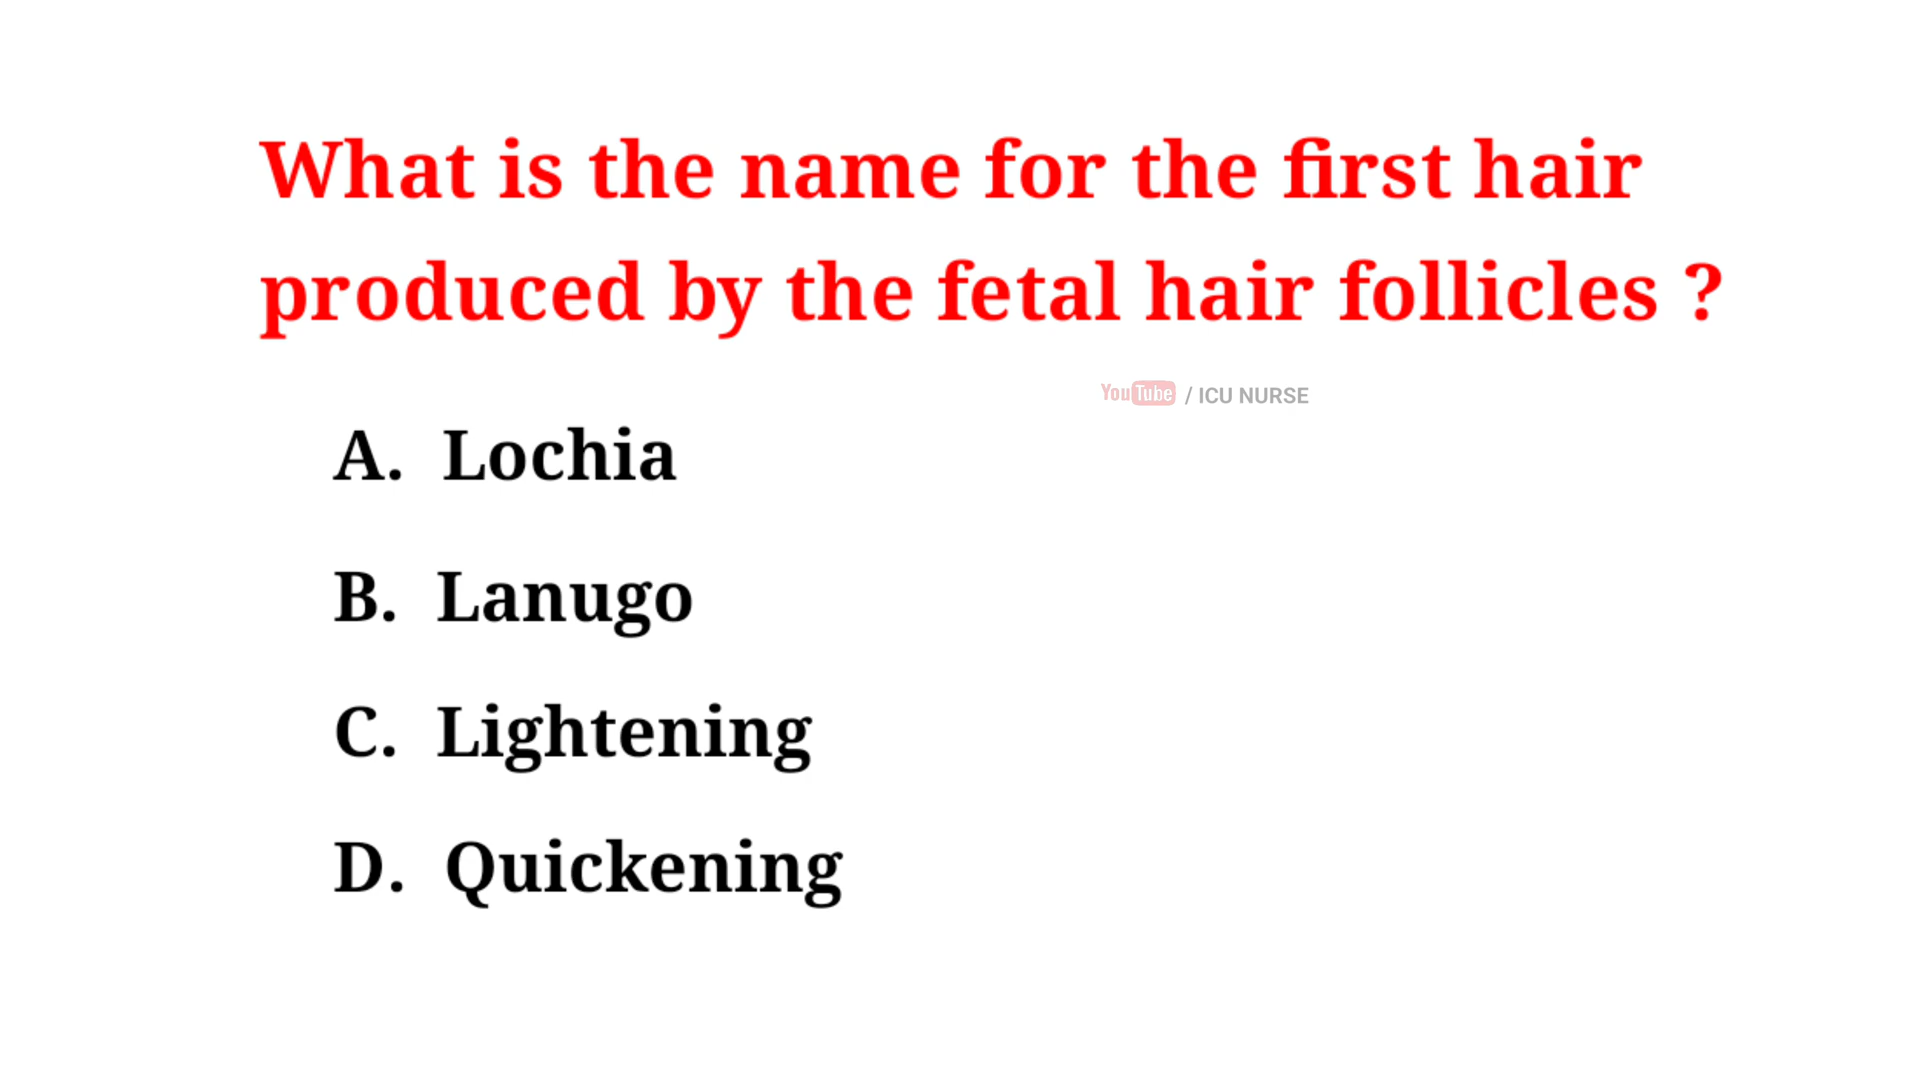 What is the name for the first hair
produced by the fetal hair follicles ?
YouTube / ICU NURSE
A. Lochia
B. Lanugo
C. Lightening
D. Quickening